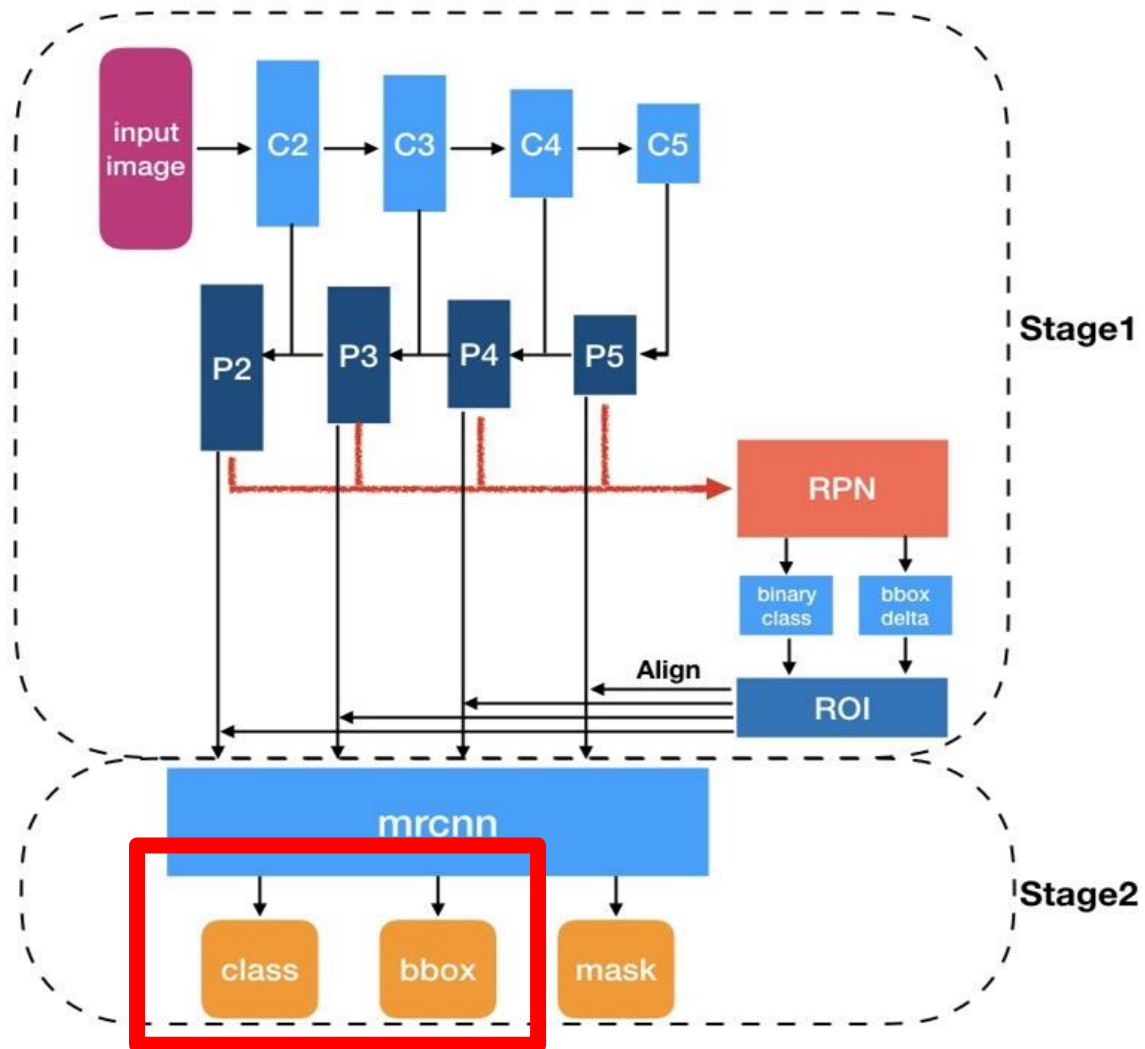 input
image
C2
C3
C4
C5
Stage1
P2
P3
P4
P5
RPN
binary
class
bbox
delta
Align
ROI
mrcnn
Stage2
class
bbox
mask